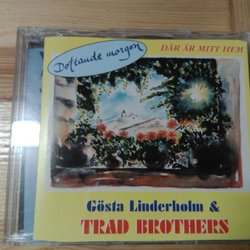 Doftande morgon
DÄR ÄR MITT HEM
Gösta Linderholm &
TRAD BROTHERS